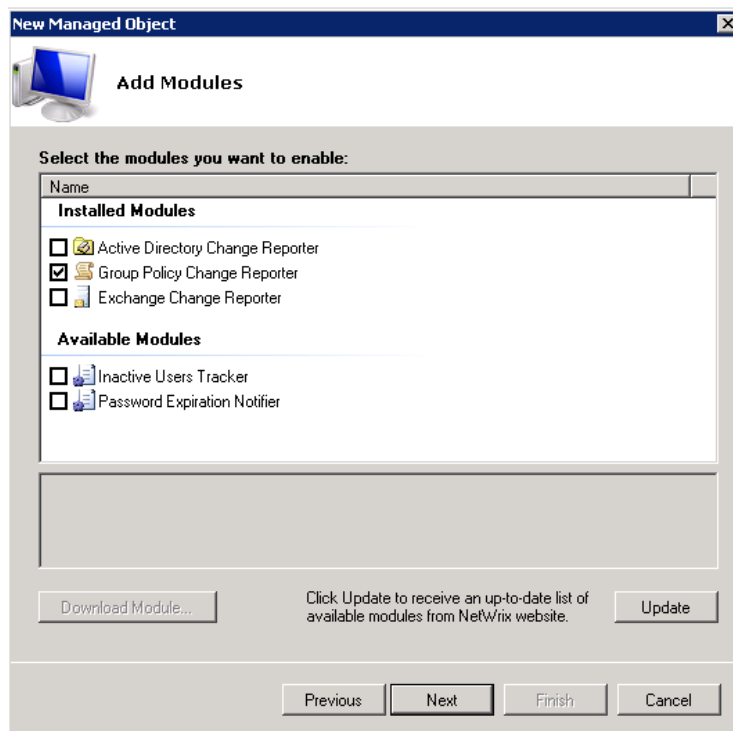 New Managed Object
Add Modules
Select the modules you want to enable:
Name
Installed Modules
Active Directory Change Reporter
Group Policy Change Reporter
Exchange Change Reporter
Available Modules
Inactive Users Tracker
Password Expiration Notifier
Download Module...
Click Update to receive an up-to-date list of
available modules from NetWrix website.
Update
Previous
Next
Finish
Cancel